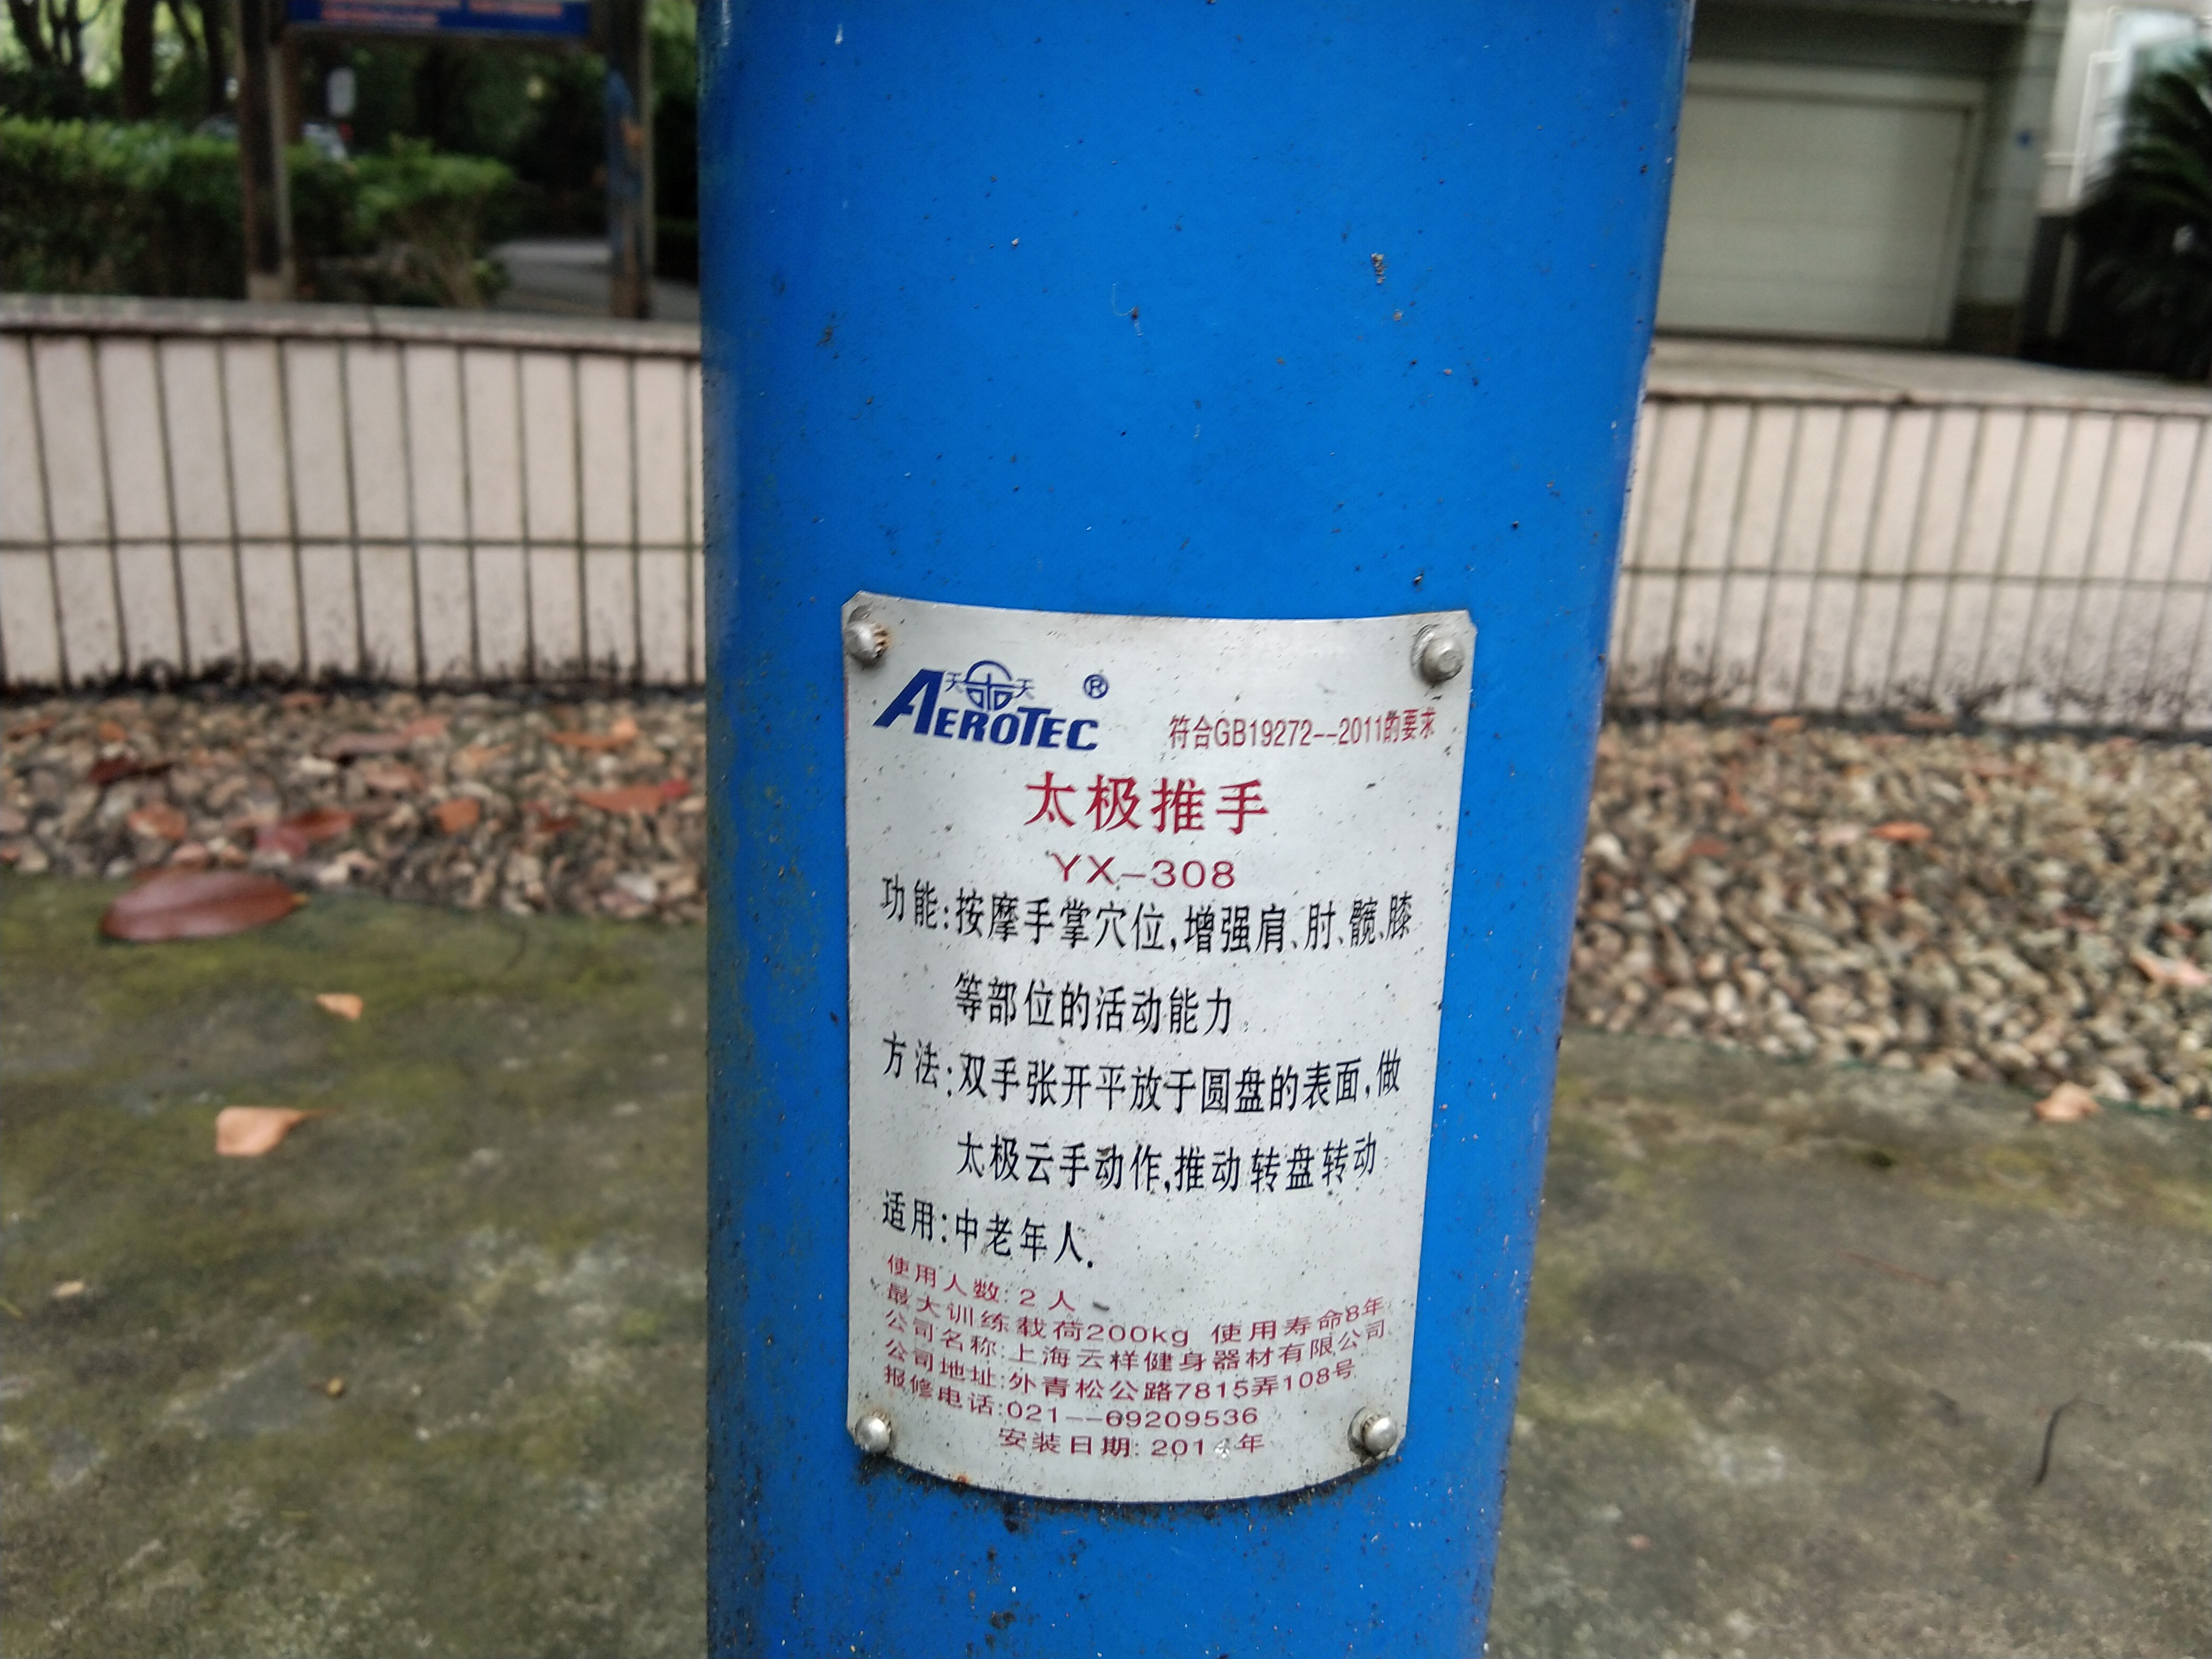 天 天
AEROTEC ®
符合GB19272--2011的要求
太极推手
YX-308
功能:按摩手掌穴位,增强肩、肘、髋、膝
等部位的活动能力
方法:双手张开平放于圆盘的表面,做
太极云手动作,推动转盘转动
适用:中老年人.
使用人数:2人
最大训练载荷200kg 使用寿命8年
公司名称:上海云祥健身器材有限公司
公司地址:外青松公路7815弄108号
报修电话:021--69209536
安装日期: